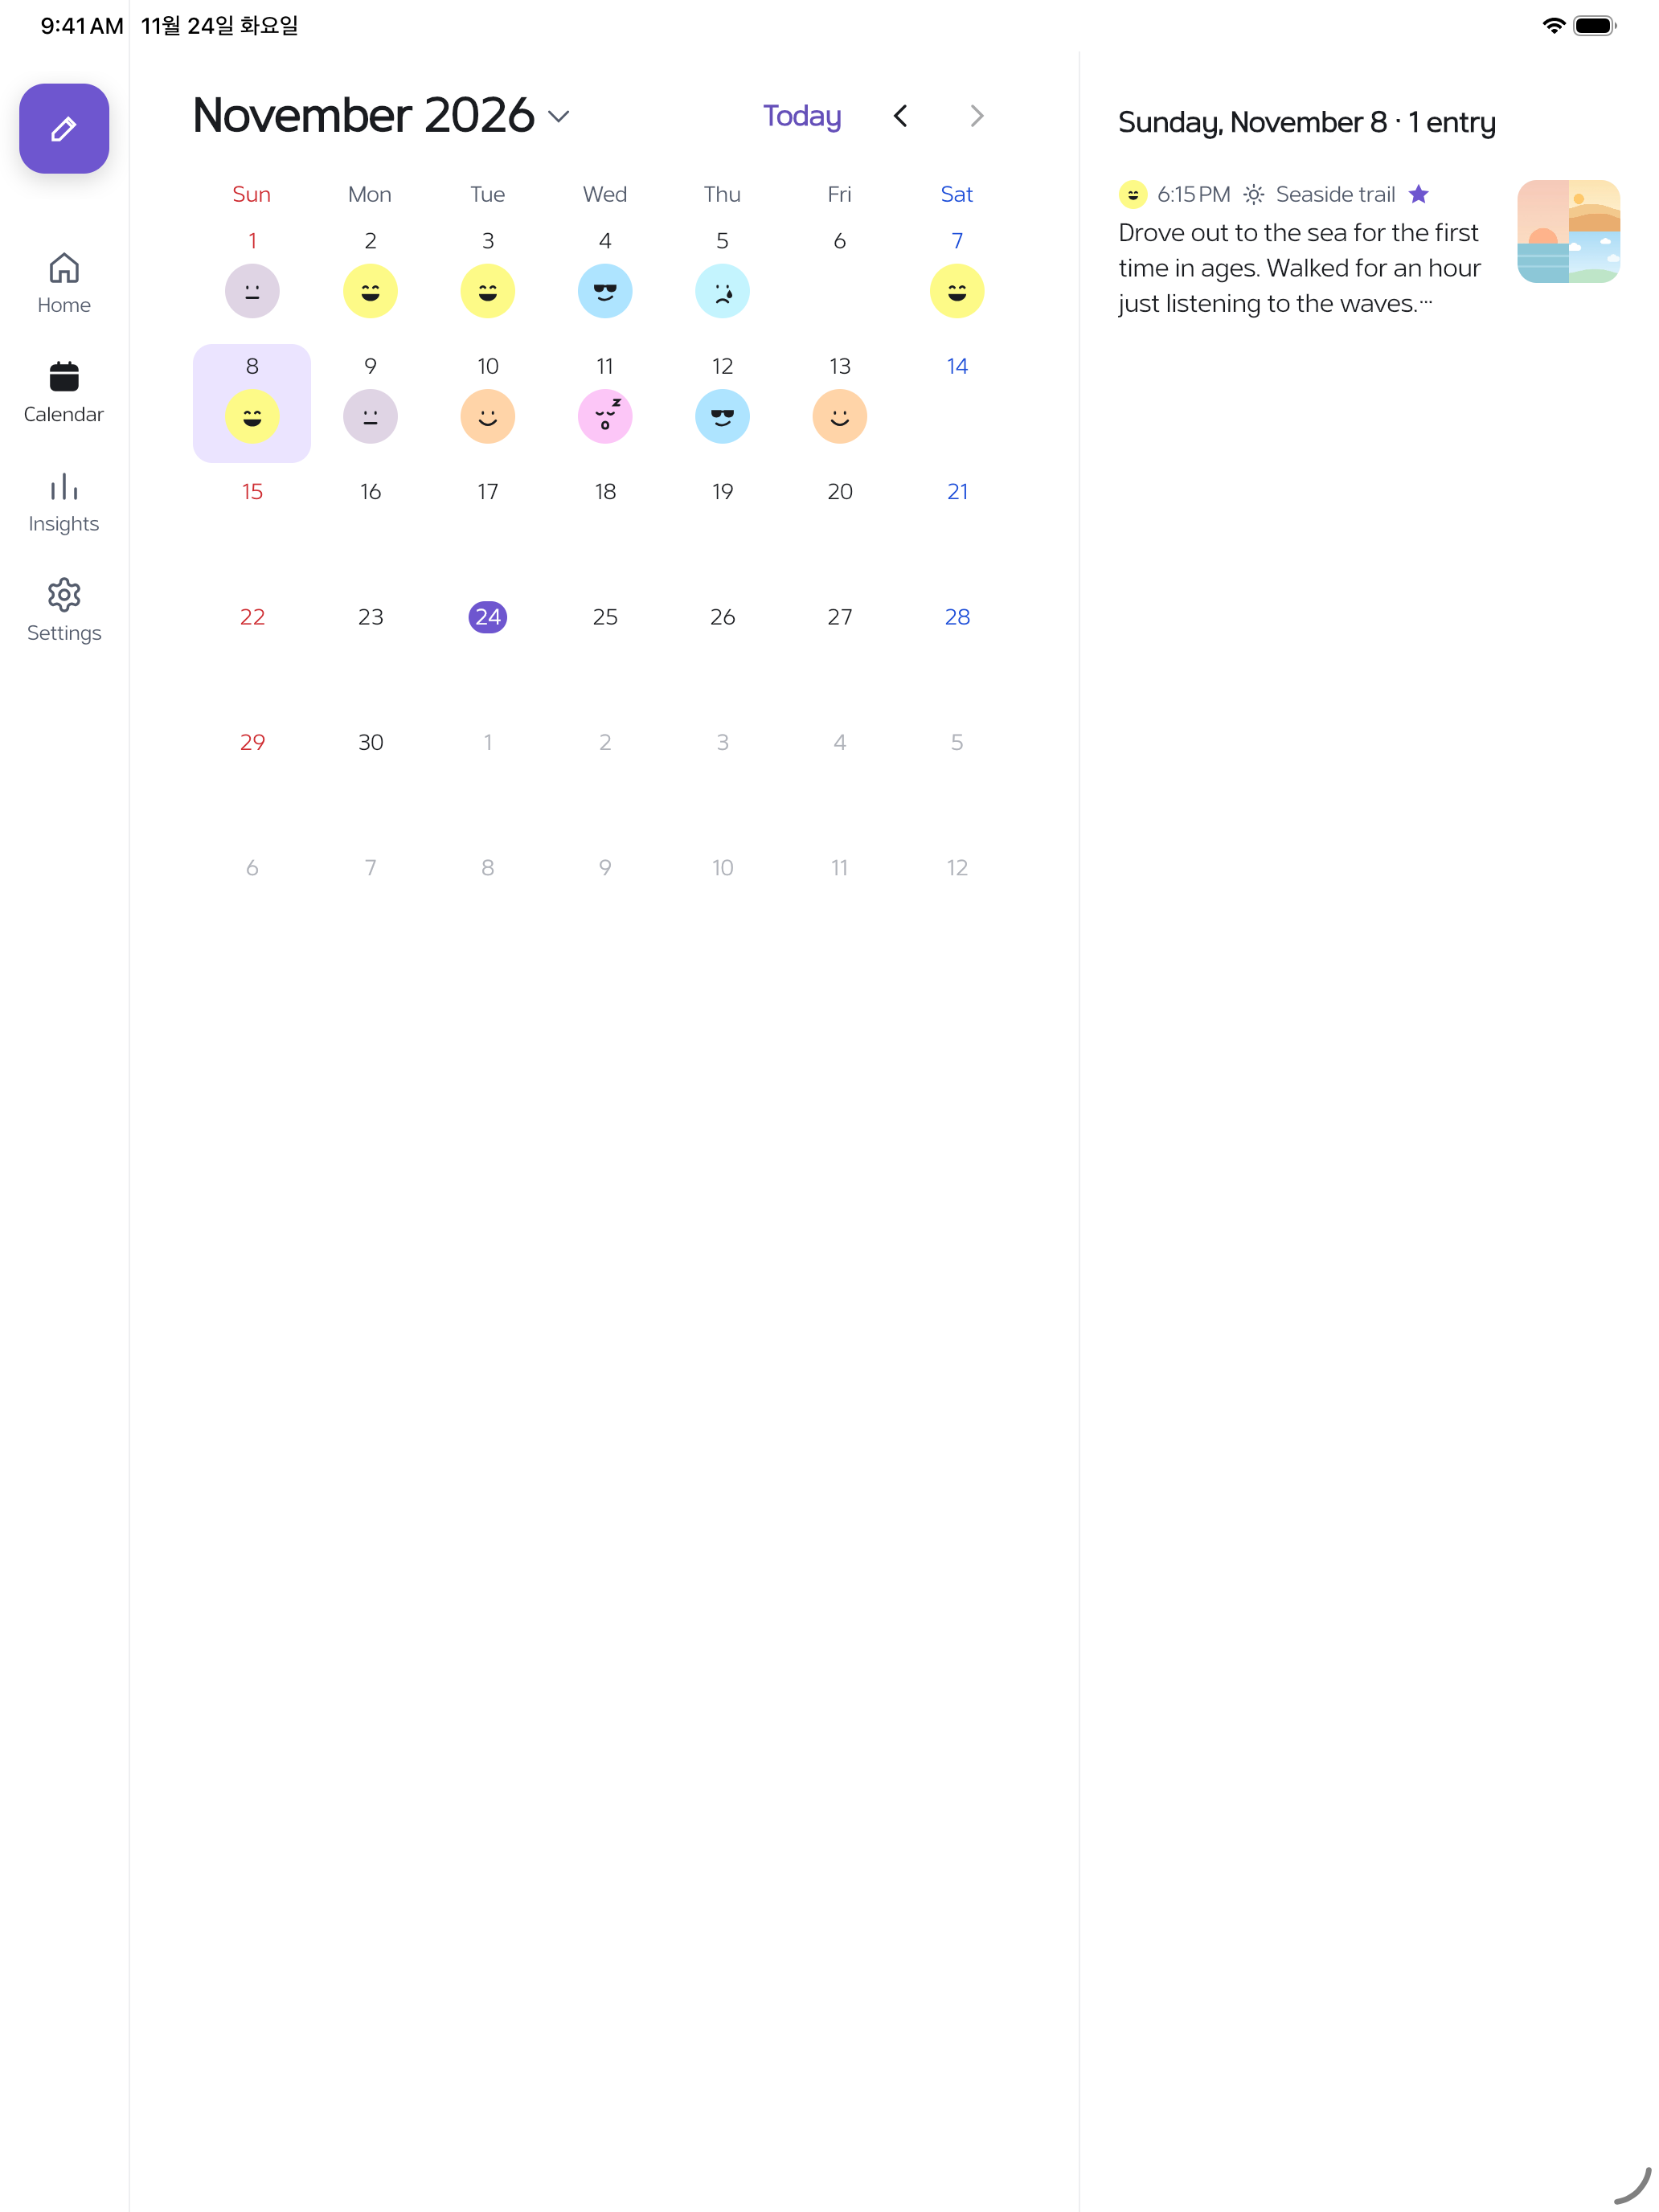 9:41 AM 11월 24일 화요일
Home
Calendar
Insights
Settings
November 2026
Today
Sun Mon Tue Wed Thu Fri Sat
1 2 3 4 5 6 7
8 9 10 11 12 13 14
z
15 16 17 18 19 20 21
22 23 24 25 26 27 28
29 30 1 2 3 4 5
6 7 8 9 10 11 12
Sunday, November 8 · 1 entry
6:15 PM Seaside trail
Drove out to the sea for the first
time in ages. Walked for an hour
just listening to the waves.…